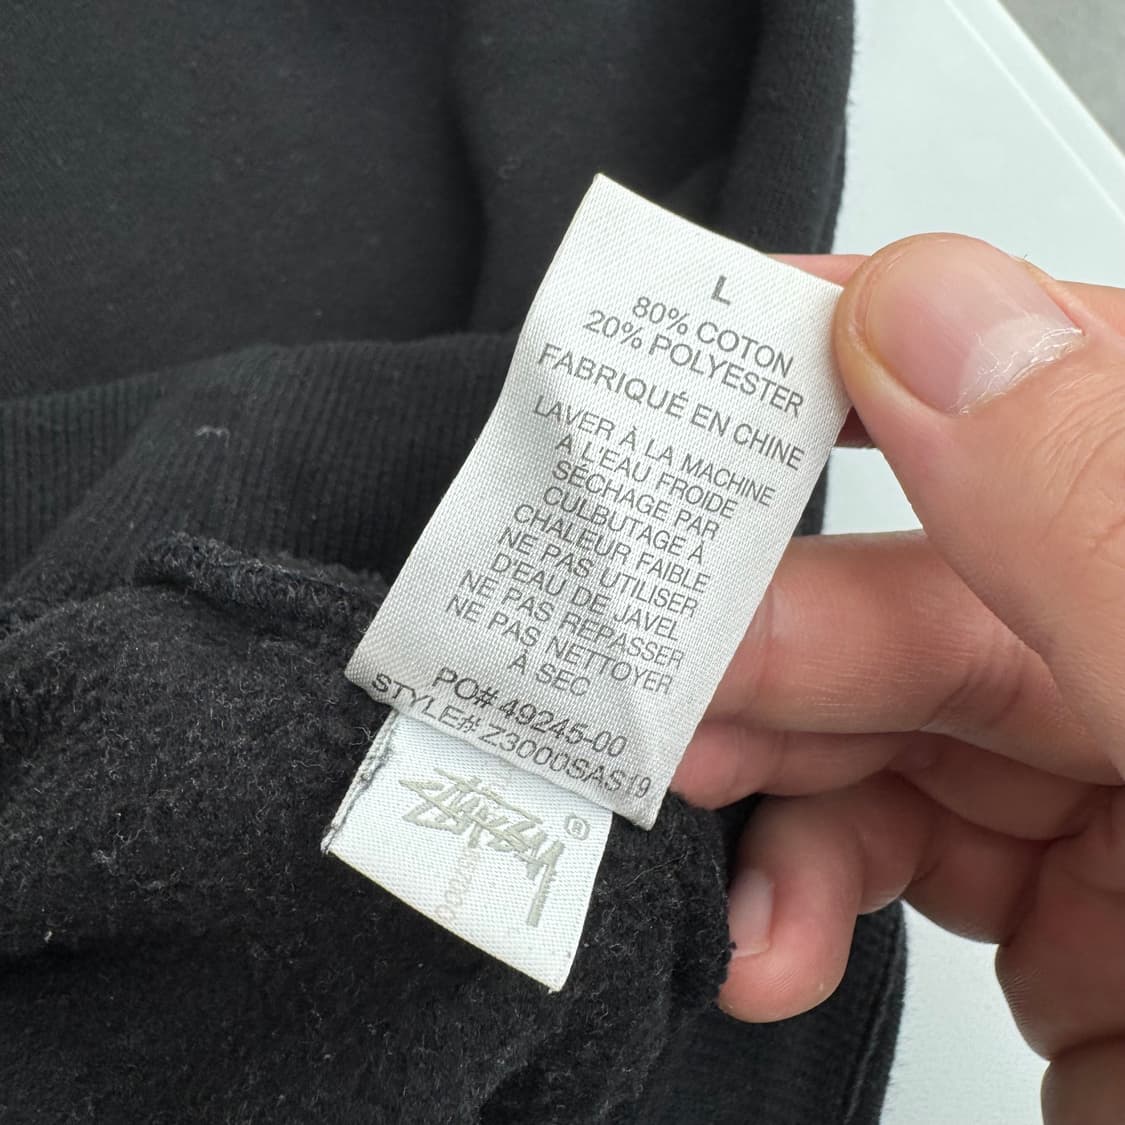 L
80% COTON
20% POLYESTER
FABRIQUÉ EN CHINE
LAVER À LA MACHINE
A L'EAU FROIDE
SÉCHAGE PAR
CULBUTAGE À
CHALEUR FAIBLE
NE PAS UTILISER
D'EAU DE JAVEL
NE PAS REPASSER
NE PAS NETTOYER
À SEC
PO# 49245-00
STYLE# Z3000SAS19
STÜSSY ®